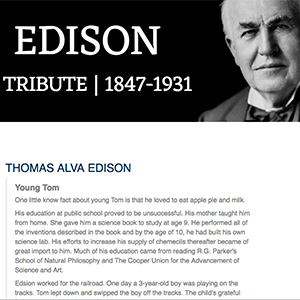 EDISON
TRIBUTE | 1847-1931
THOMAS ALVA EDISON
Young Tom
One little know fact about young Tom is that he loved to eat apple pie and milk.
His education at public school proved to be unsuccessful. His mother taught him
from home. She gave him a science book to study at age 9. He performed all of
the inventions described in the book and by the age of 10, he had built his own
science lab. His efforts to increase his supply of chemcils thereafter became of
great import to him. Much of his education came from reading R.G. Parker's
School of Natural Philosophy and The Cooper Union for the Advancement of
Science and Art.
Edsion worked for the railroad. One day a 3-year-old boy was playing on the
tracks. Tom lept down and swipped the boy off the tracks. The child's grateful